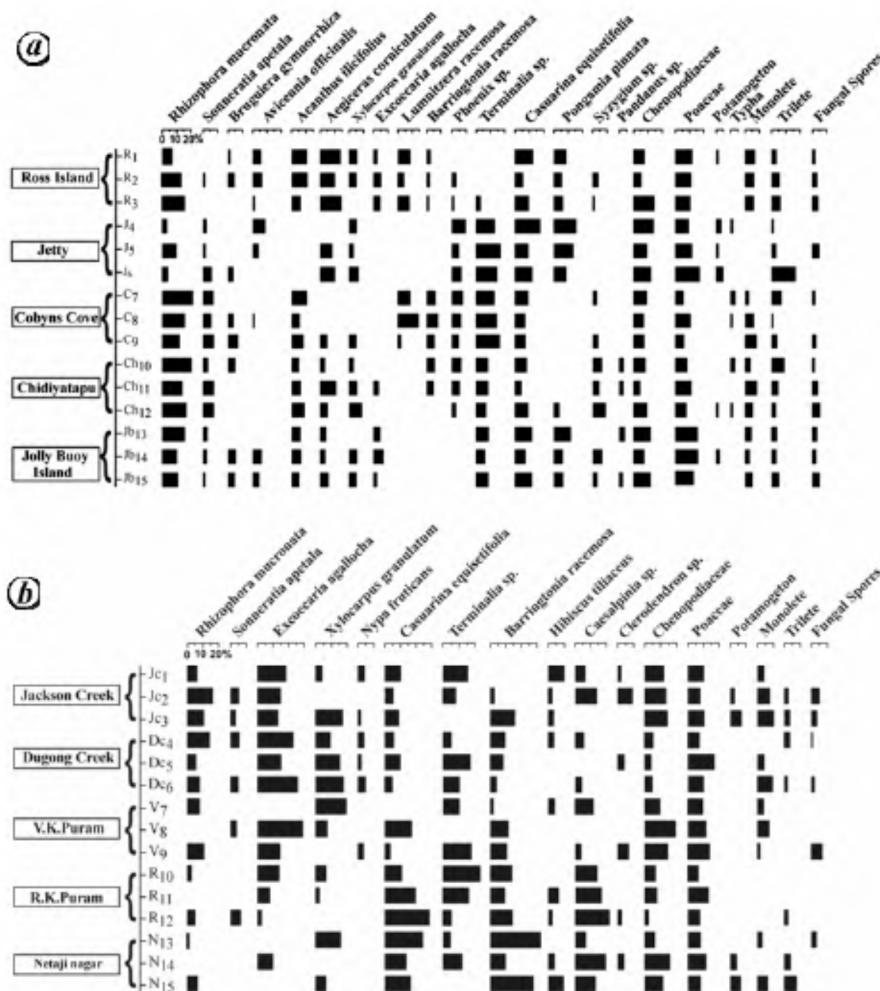 a
Rhizophora mucronata
Sonneratia apetala
Bruguiera gymnorrhiza
Avicennia officinalis
Acanthus ilicifolius
Aegiceras corniculatum
Xylocarpus granulatum
Exeoecaria agallocha
Lumnitzera racemosa
Barringtonia racemosa
Phoenix sp.
Terminalia sp.
Casuarina equisetifolia
Pongamia pinnata
Syzygium sp.
Pandanus sp.
Chenopodiaceae
Poaceae
Potamogeton
Typha
Monolete
Trilete
Fungal Spores
0 10 20%
Ross Island
R1
R2
R3
Jetty
J4
J5
J6
Cobyns Cove
C7
C8
C9
Chidiyatapu
Ch10
Ch11
Ch12
Jolly Buoy
Island
Jb13
Jb14
Jb15
b
Rhizophora mucronata
Sonneratia apetala
Exeoecaria agallocha
Xylocarpus granulatum
Nypa fruticans
Casuarina equisetifolia
Terminalia sp.
Barringtonia racemosa
Hibiscus tiliaceus
Caesalpinia sp.
Clerodendron sp.
Chenopodiaceae
Poaceae
Potamogeton
Monolete
Trilete
Fungal Spores
0 10 20%
Jackson Creek
Jc1
Jc2
Jc3
Dugong Creek
Dc4
Dc5
Dc6
V.K.Puram
V7
V8
V9
R.K.Puram
R10
R11
R12
Netaji nagar
N13
N14
N15